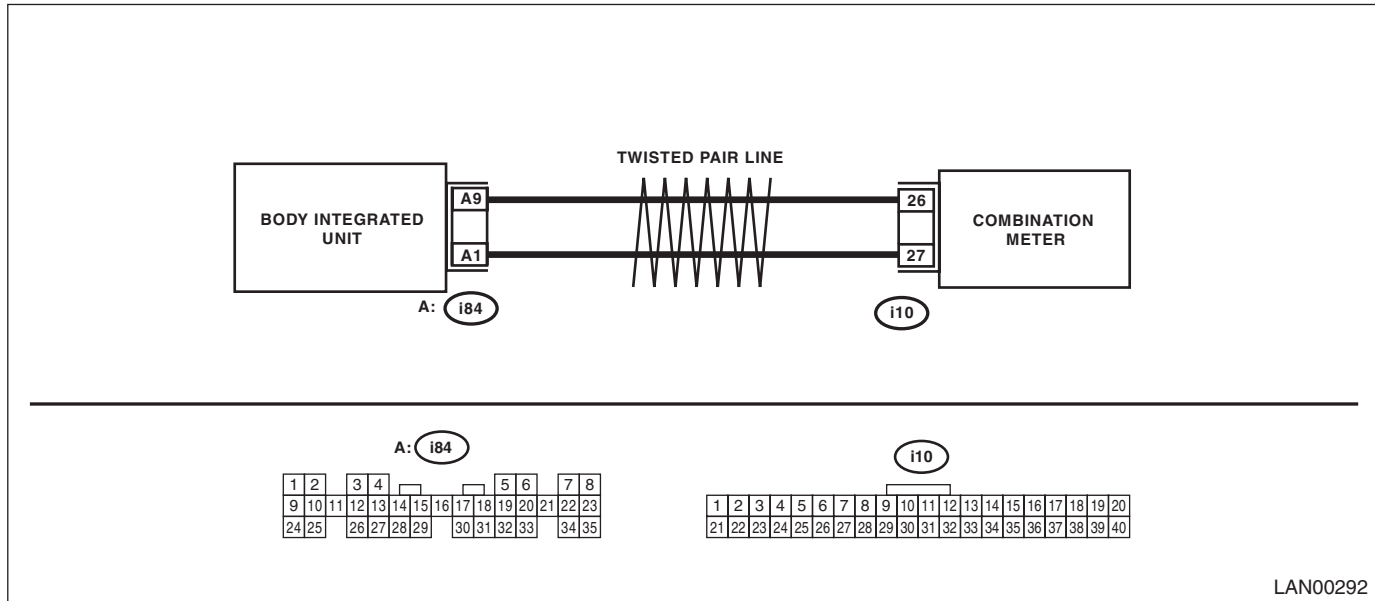 TWISTED PAIR LINE
BODY INTEGRATED
UNIT
A9
A1
A: i84
26
27
COMBINATION
METER
i10
A: i84
1 2 3 4 5 6 7 8
9 10 11 12 13 14 15 16 17 18 19 20 21 22 23
24 25 26 27 28 29 30 31 32 33 34 35
i10
1 2 3 4 5 6 7 8 9 10 11 12 13 14 15 16 17 18 19 20
21 22 23 24 25 26 27 28 29 30 31 32 33 34 35 36 37 38 39 40
LAN00292